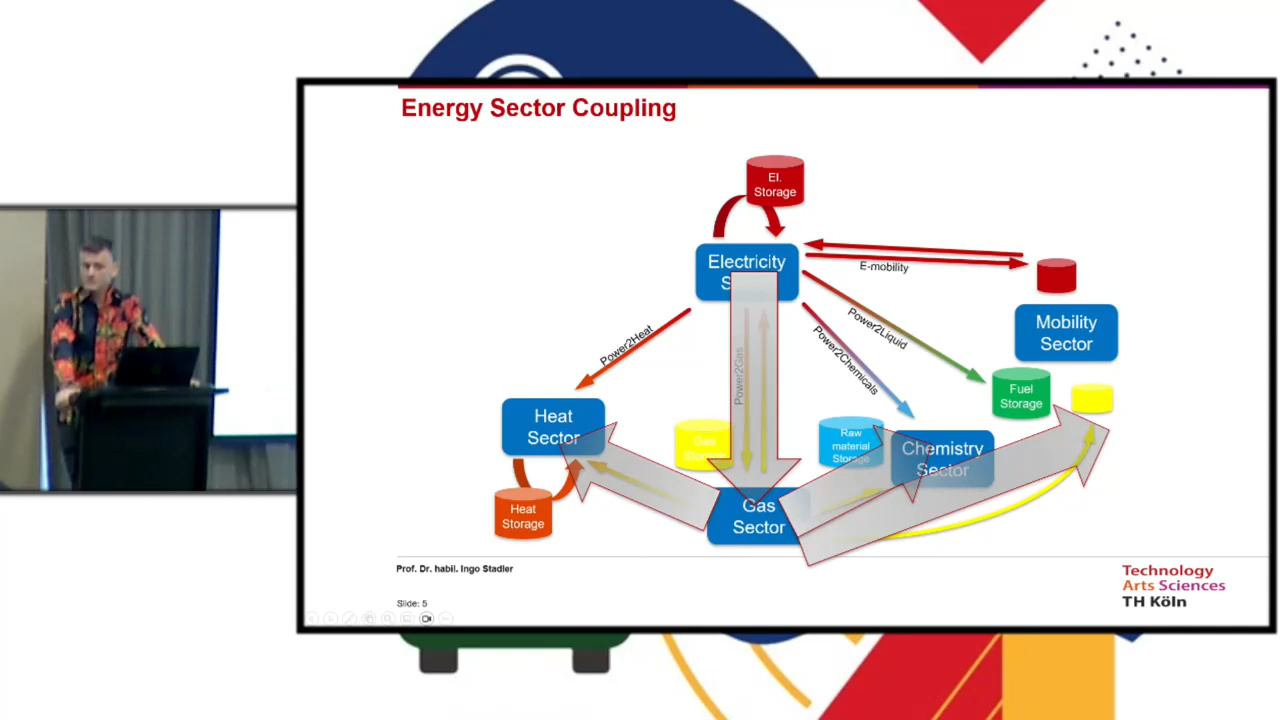 Energy Sector Coupling
El.
Storage
Electricity
E-mobility
Mobility
Sector
Power2Heat
Power2Gas
Power2Liquid
Power2Chemicals
Fuel
Storage
Heat
Sector
Gas
Storage
Raw
material
Storage
Chemistry
Sector
Heat
Storage
Gas
Sector
Prof. Dr. habil. Ingo Stadler
Slide: 5
Technology
Arts Sciences
TH Köln